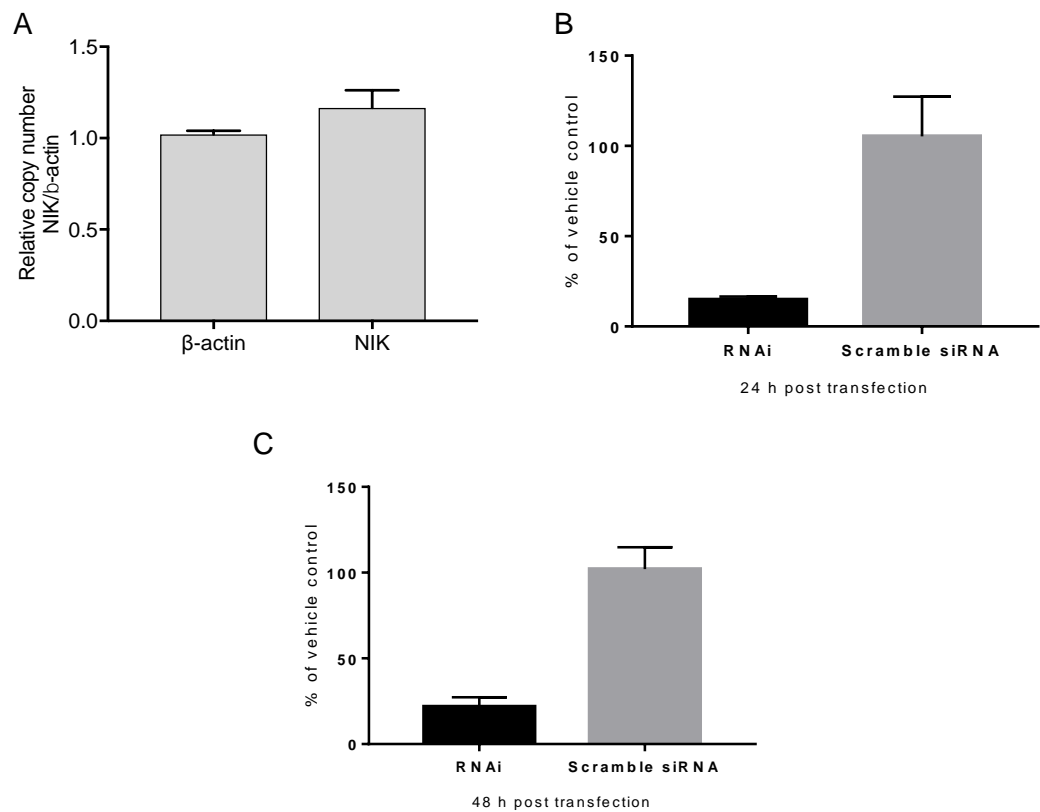 A
Relative copy number
NIK/b-actin
1.5
1.0
0.5
0.0
β-actin
NIK
B
% of vehicle control
150
100
50
0
RNAi
Scramble siRNA
24 h post transfection
C
% of vehicle control
150
100
50
0
RNAi
Scramble siRNA
48 h post transfection